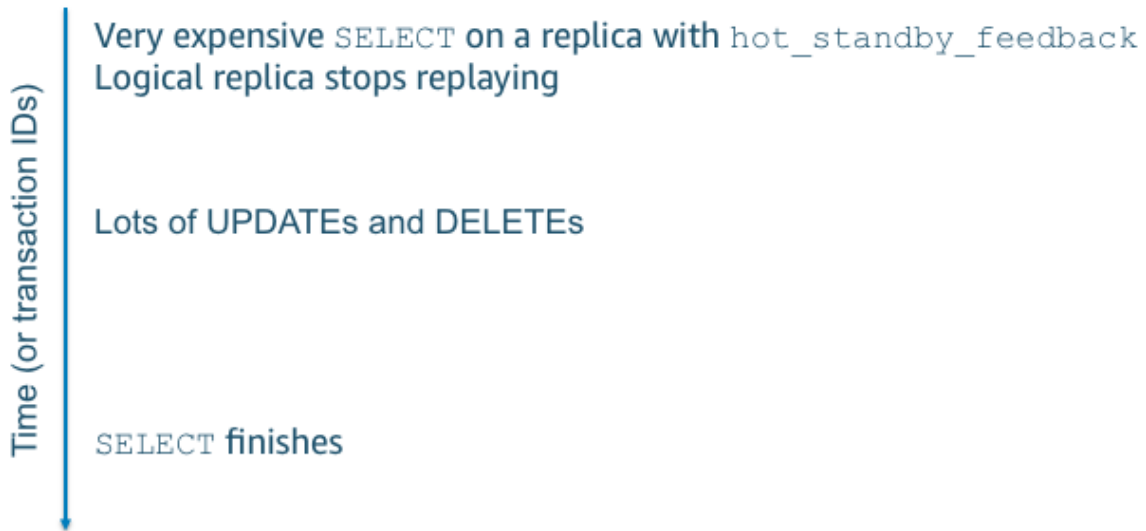 Very expensive SELECT on a replica with hot_standby_feedback
Logical replica stops replaying
Time (or transaction IDs)
Lots of UPDATEs and DELETEs
SELECT finishes